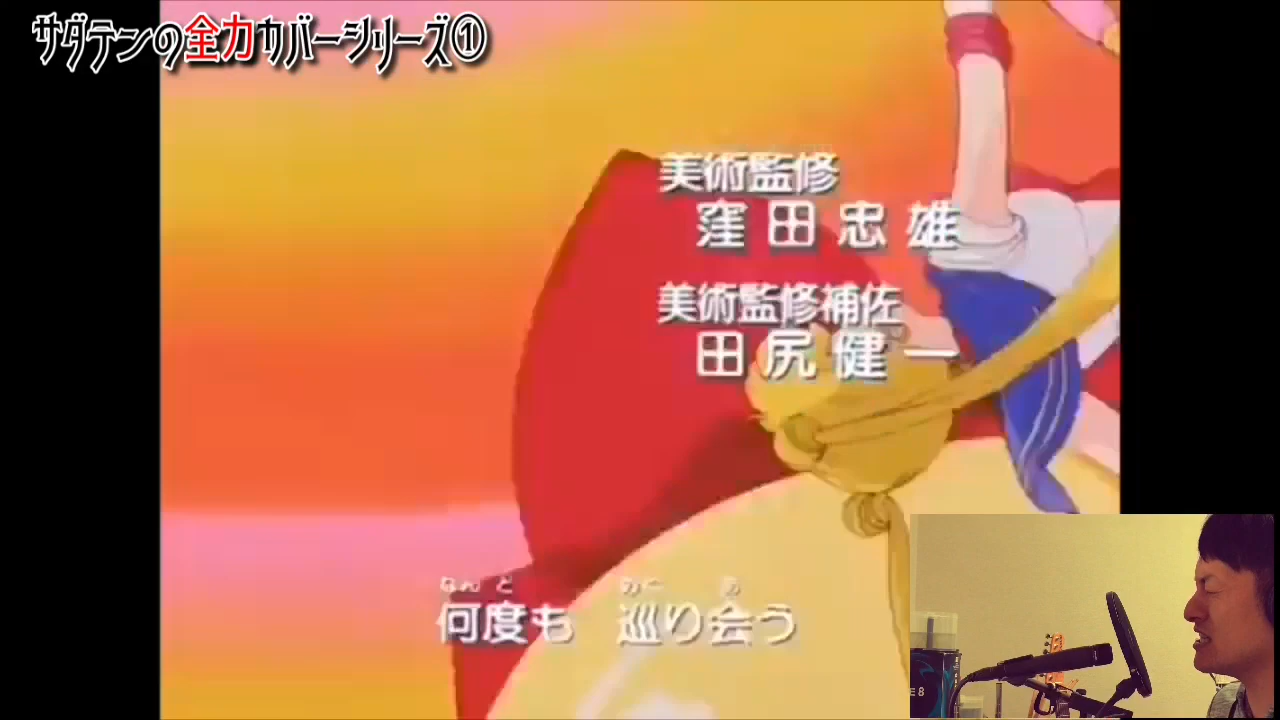 サダテンの全力カバーシリーズ①
美術監修
窪田忠雄
美術監修補佐
田尻健一
なんど めぐ あ
何度も 巡り会う
E8